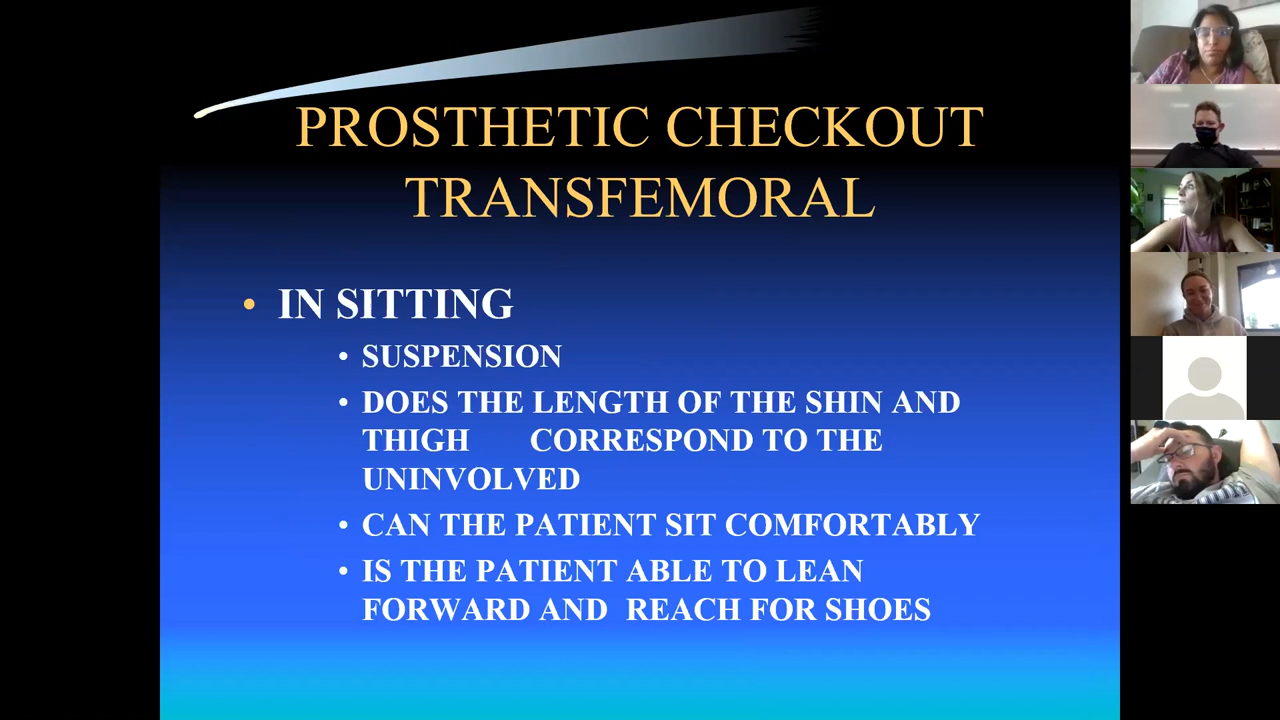 PROSTHETIC CHECKOUT
TRANSFEMORAL
• IN SITTING
• SUSPENSION
• DOES THE LENGTH OF THE SHIN AND
THIGH CORRESPOND TO THE
UNINVOLVED
• CAN THE PATIENT SIT COMFORTABLY
• IS THE PATIENT ABLE TO LEAN
FORWARD AND REACH FOR SHOES